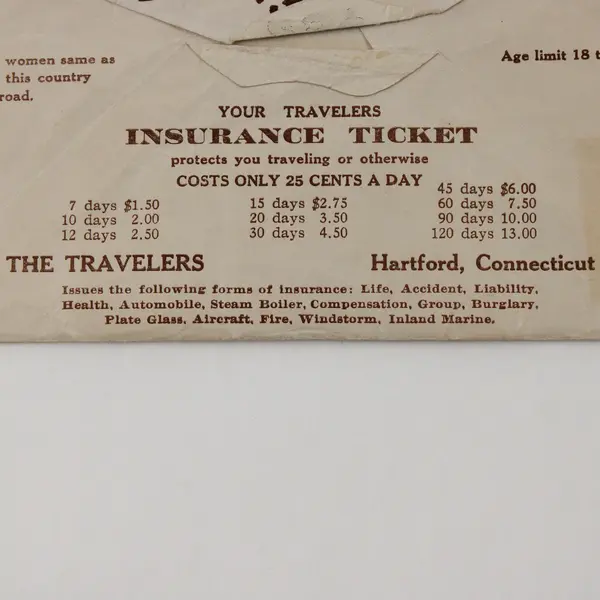 women same as
this country
road.
Age limit 18 t
YOUR TRAVELERS
INSURANCE TICKET
protects you traveling or otherwise
COSTS ONLY 25 CENTS A DAY
7 days $1.50
10 days 2.00
12 days 2.50
15 days $2.75
20 days 3.50
30 days 4.50
45 days $6.00
60 days 7.50
90 days 10.00
120 days 13.00
THE TRAVELERS Hartford, Connecticut
Issues the following forms of insurance: Life, Accident, Liability,
Health, Automobile, Steam Boiler, Compensation, Group, Burglary,
Plate Glass, Aircraft, Fire, Windstorm, Inland Marine.